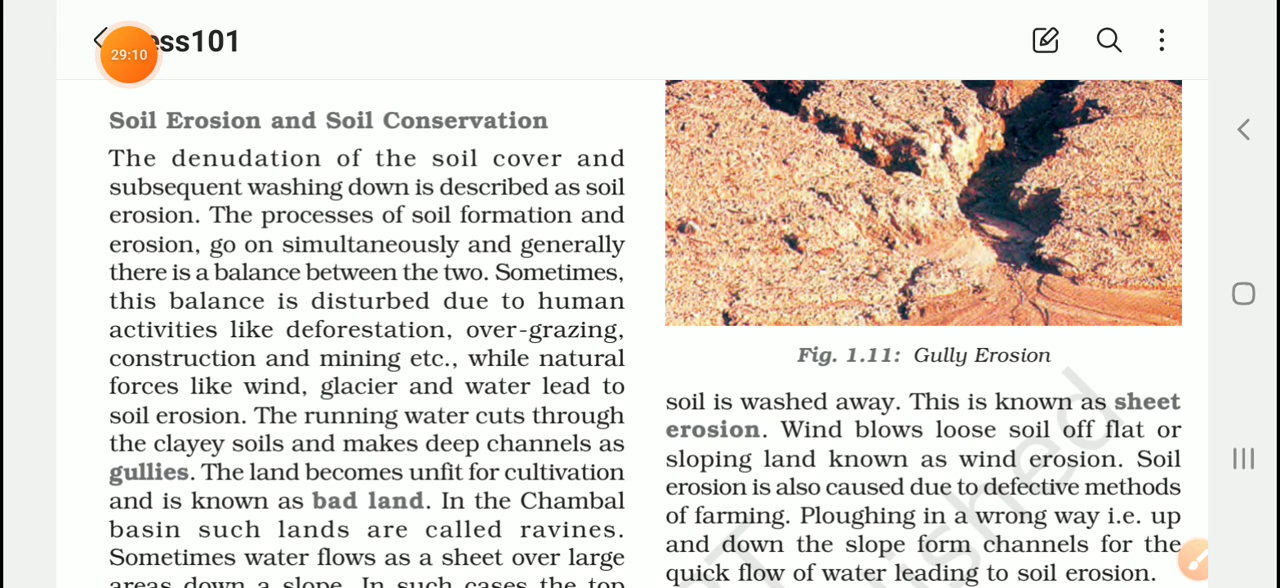 ess101
29:10
Soil Erosion and Soil Conservation
The denudation of the soil cover and
subsequent washing down is described as soil
erosion. The processes of soil formation and
erosion, go on simultaneously and generally
there is a balance between the two. Sometimes,
this balance is disturbed due to human
activities like deforestation, over-grazing,
construction and mining etc., while natural
forces like wind, glacier and water lead to
soil erosion. The running water cuts through
the clayey soils and makes deep channels as
gullies. The land becomes unfit for cultivation
and is known as bad land. In the Chambal
basin such lands are called ravines.
Sometimes water flows as a sheet over large
areas down a slope. In such cases the top
Fig. 1.11: Gully Erosion
soil is washed away. This is known as sheet
erosion. Wind blows loose soil off flat or
sloping land known as wind erosion. Soil
erosion is also caused due to defective methods
of farming. Ploughing in a wrong way i.e. up
and down the slope form channels for the
quick flow of water leading to soil erosion.